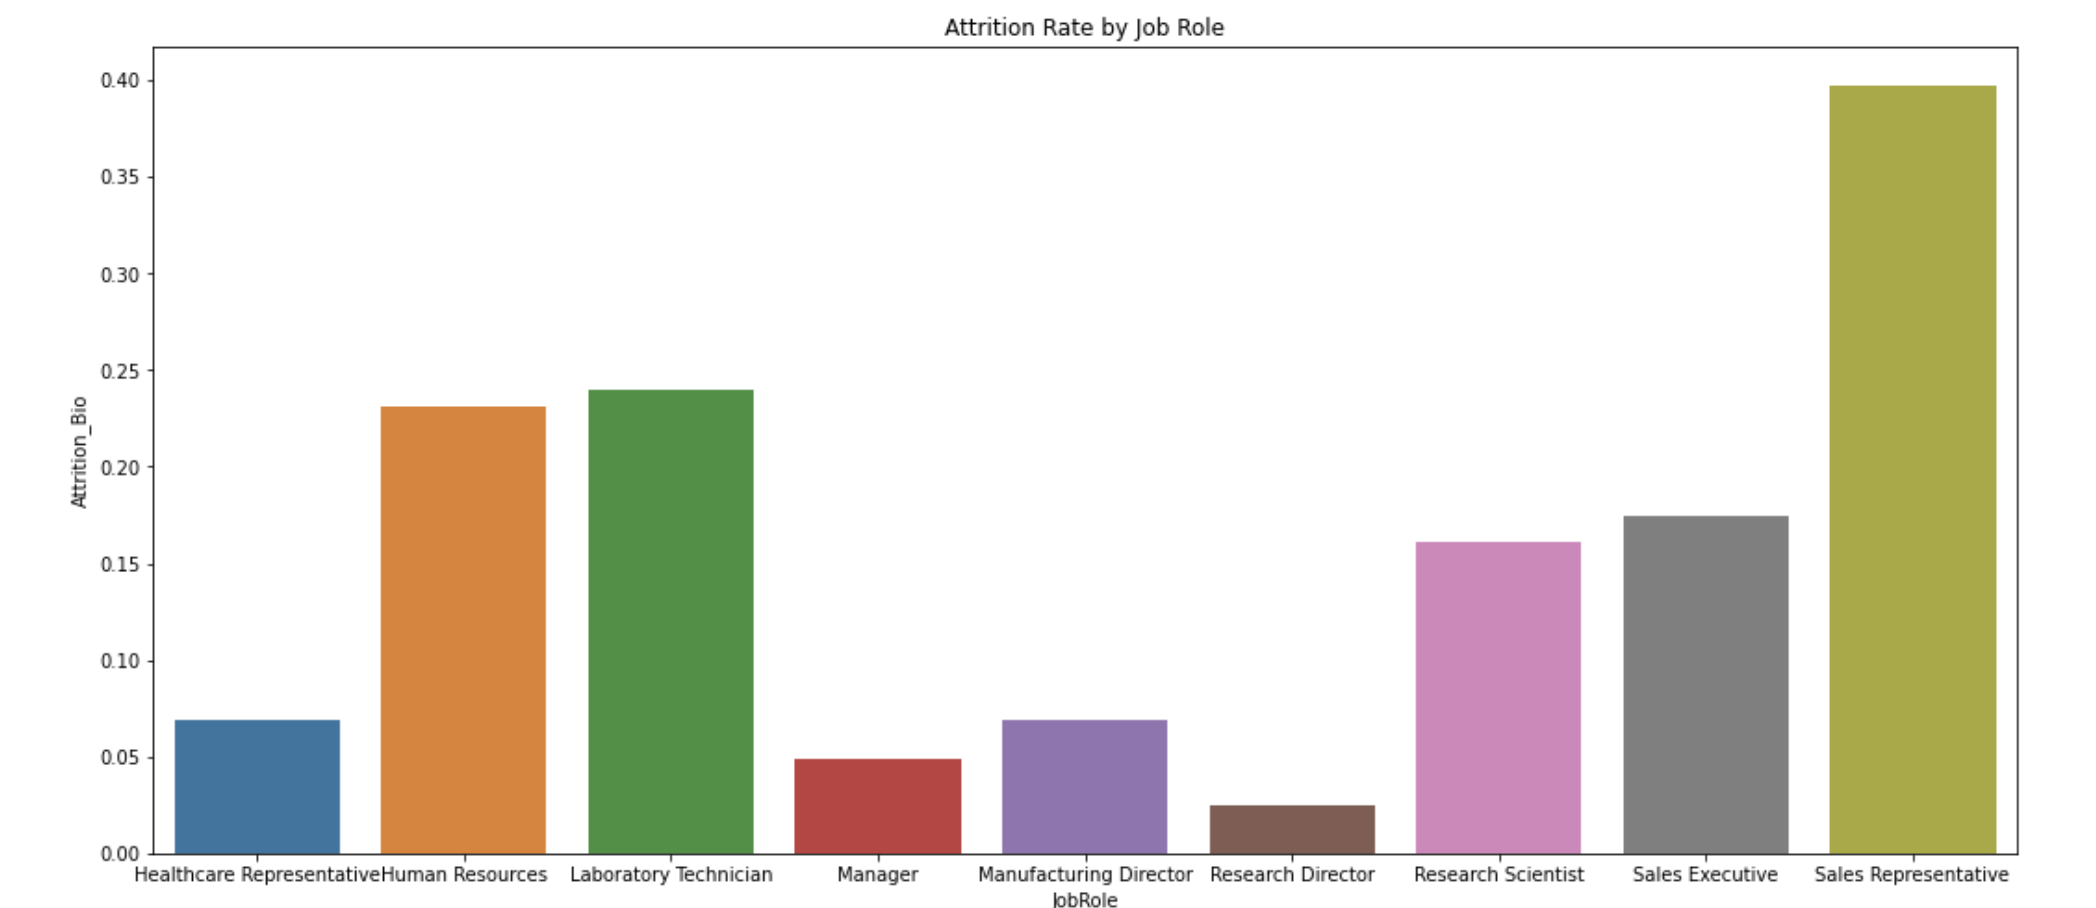 Attrition Rate by Job Role
0.40
0.35
0.30
0.25
0.20
0.15
0.10
0.05
0.00
Attrition_Bio
Healthcare Representative Human Resources Laboratory Technician Manager Manufacturing Director Research Director Research Scientist Sales Executive Sales Representative
JobRole